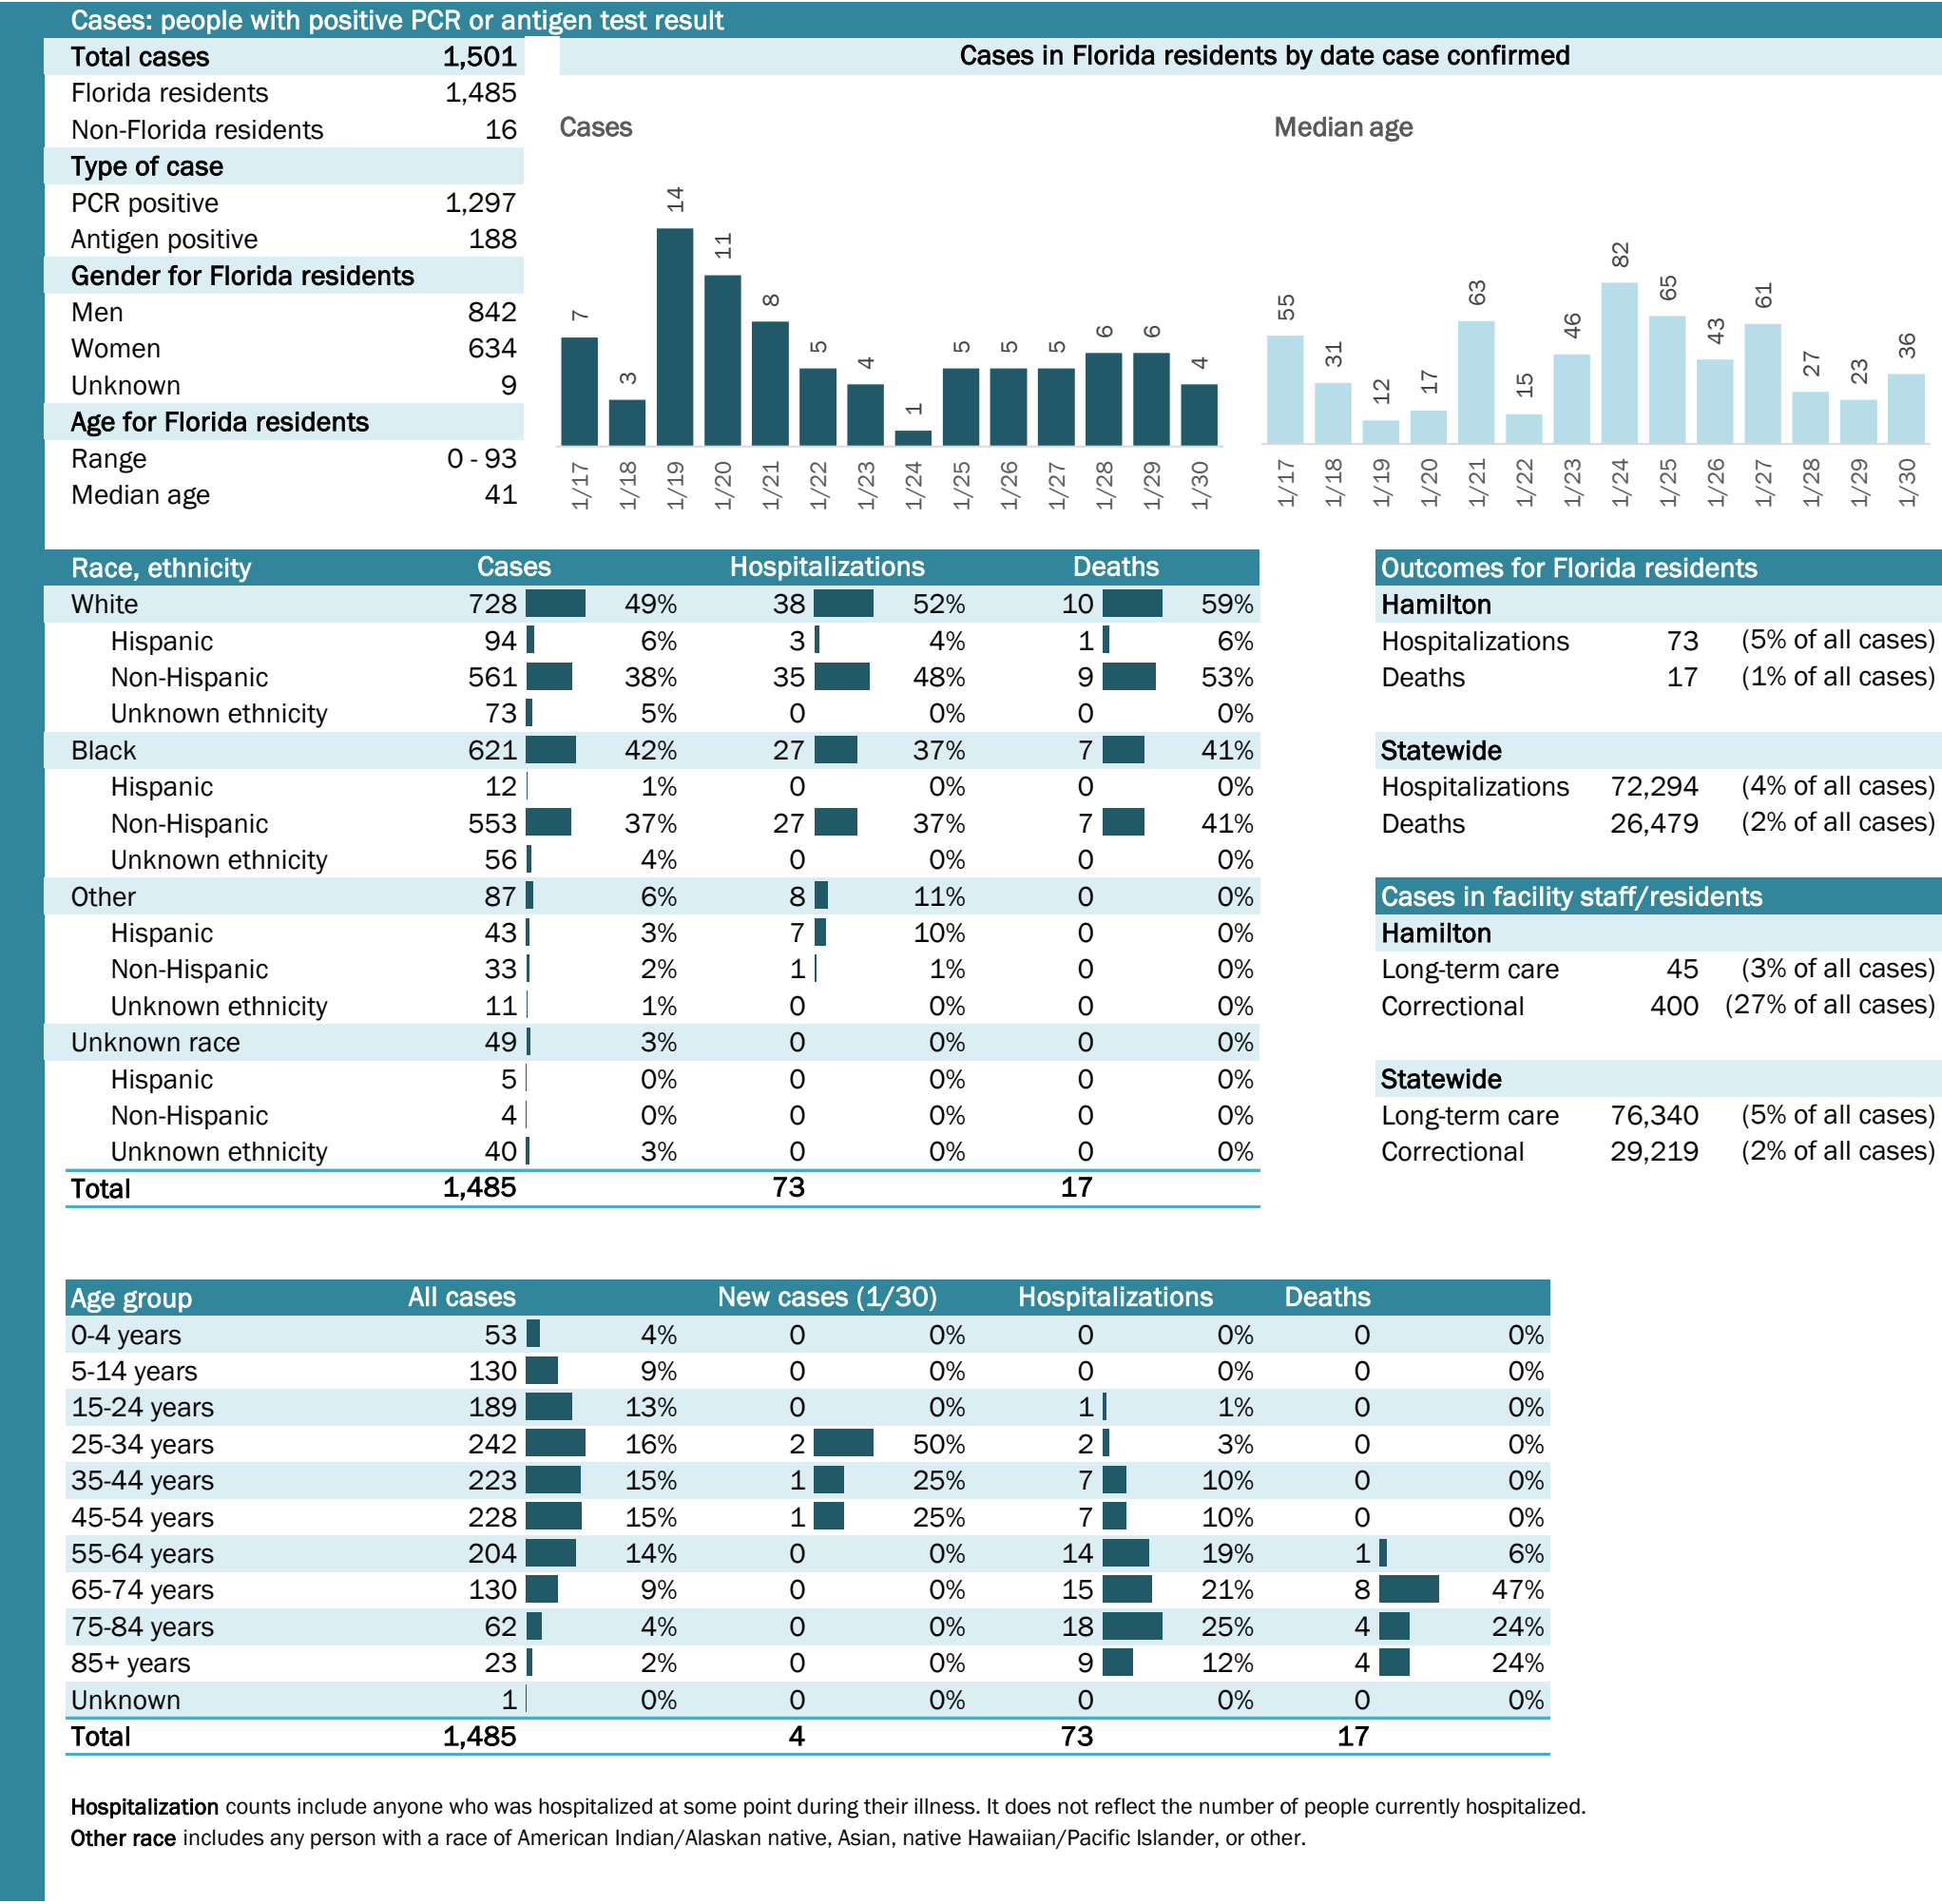 Cases: people with positive PCR or antigen test result
Total cases 1,501
Florida residents 1,485
Non-Florida residents 16
Type of case
PCR positive 1,297
Antigen positive 188
Gender for Florida residents
Men 842
Women 634
Unknown 9
Age for Florida residents
Range 0 - 93
Median age 41
Cases in Florida residents by date case confirmed
Cases
7 3 14 11 8 5 4 1 5 5 5 6 6 4
1/17 1/18 1/19 1/20 1/21 1/22 1/23 1/24 1/25 1/26 1/27 1/28 1/29 1/30
Median age
55 31 12 17 63 15 46 82 65 43 61 27 23 36
1/17 1/18 1/19 1/20 1/21 1/22 1/23 1/24 1/25 1/26 1/27 1/28 1/29 1/30
Race, ethnicity Cases Hospitalizations Deaths
White 728 49% 38 52% 10 59%
Hispanic 94 6% 3 4% 1 6%
Non-Hispanic 561 38% 35 48% 9 53%
Unknown ethnicity 73 5% 0 0% 0 0%
Black 621 42% 27 37% 7 41%
Hispanic 12 1% 0 0% 0 0%
Non-Hispanic 553 37% 27 37% 7 41%
Unknown ethnicity 56 4% 0 0% 0 0%
Other 87 6% 8 11% 0 0%
Hispanic 43 3% 7 10% 0 0%
Non-Hispanic 33 2% 1 1% 0 0%
Unknown ethnicity 11 1% 0 0% 0 0%
Unknown race 49 3% 0 0% 0 0%
Hispanic 5 0% 0 0% 0 0%
Non-Hispanic 4 0% 0 0% 0 0%
Unknown ethnicity 40 3% 0 0% 0 0%
Total 1,485 73 17
Outcomes for Florida residents
Hamilton
Hospitalizations 73 (5% of all cases)
Deaths 17 (1% of all cases)
Statewide
Hospitalizations 72,294 (4% of all cases)
Deaths 26,479 (2% of all cases)
Cases in facility staff/residents
Hamilton
Long-term care 45 (3% of all cases)
Correctional 400 (27% of all cases)
Statewide
Long-term care 76,340 (5% of all cases)
Correctional 29,219 (2% of all cases)
Age group All cases New cases (1/30) Hospitalizations Deaths
0-4 years 53 4% 0 0% 0 0% 0 0%
5-14 years 130 9% 0 0% 0 0% 0 0%
15-24 years 189 13% 0 0% 1 1% 0 0%
25-34 years 242 16% 2 50% 2 3% 0 0%
35-44 years 223 15% 1 25% 7 10% 0 0%
45-54 years 228 15% 1 25% 7 10% 0 0%
55-64 years 204 14% 0 0% 14 19% 1 6%
65-74 years 130 9% 0 0% 15 21% 8 47%
75-84 years 62 4% 0 0% 18 25% 4 24%
85+ years 23 2% 0 0% 9 12% 4 24%
Unknown 1 0% 0 0% 0 0% 0 0%
Total 1,485 4 73 17
Hospitalization counts include anyone who was hospitalized at some point during their illness. It does not reflect the number of people currently hospitalized.
Other race includes any person with a race of American Indian/Alaskan native, Asian, native Hawaiian/Pacific Islander, or other.